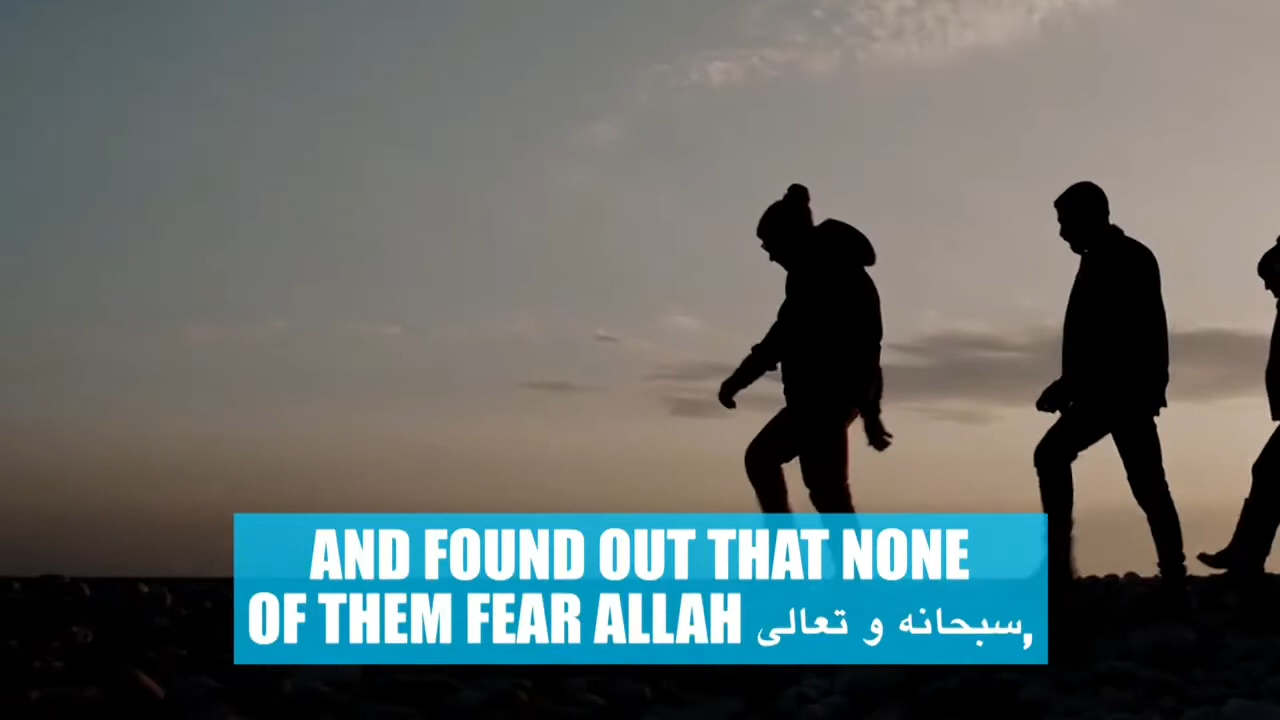 AND FOUND OUT THAT NONE
OF THEM FEAR ALLAH سبحانه و تعالى,